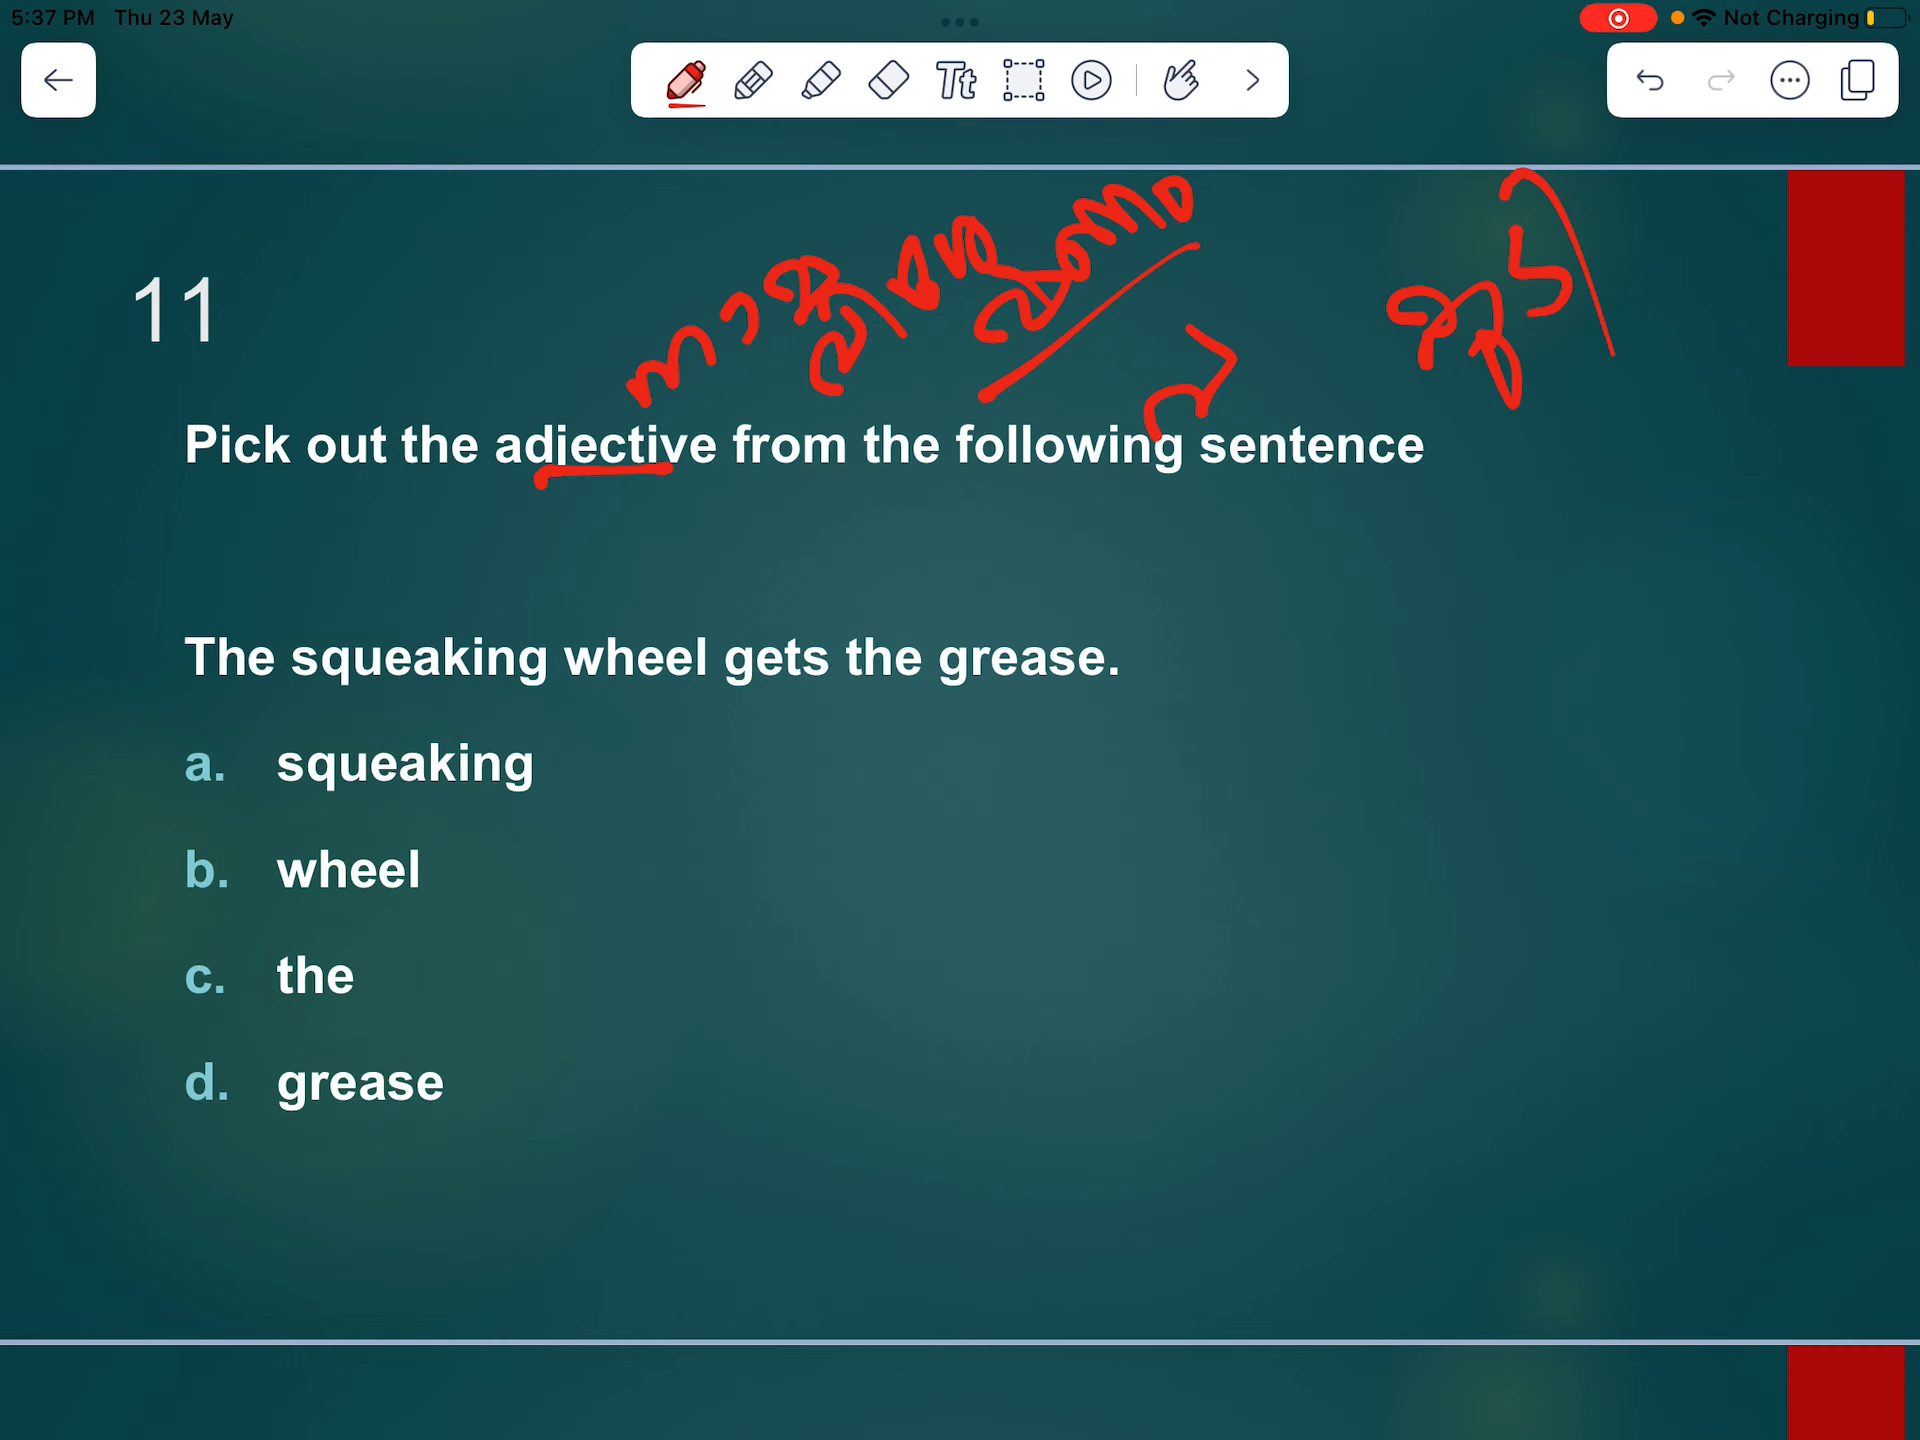 5:37 PM Thu 23 May
Not Charging
Tt
11
Pick out the adjective from the following sentence
The squeaking wheel gets the grease.
a. squeaking
b. wheel
c. the
d. grease